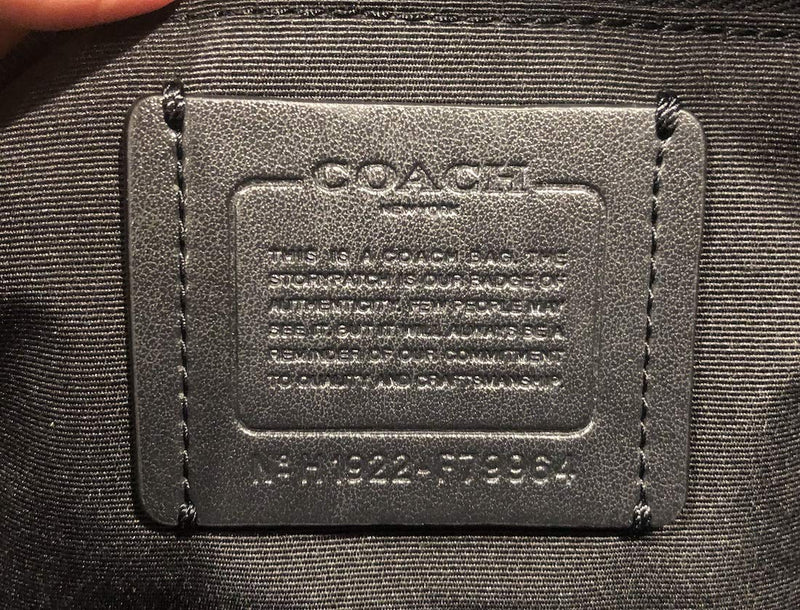 COACH
NEW YORK
THIS IS A COACH BAG. THE
STORYPATCH IS OUR BADGE OF
AUTHENTICITY. FEW PEOPLE MAY
SEE IT, BUT IT WILL ALWAYS BE A
REMINDER OF OUR COMMITMENT
TO QUALITY AND CRAFTSMANSHIP.
Nº H1922-F79964